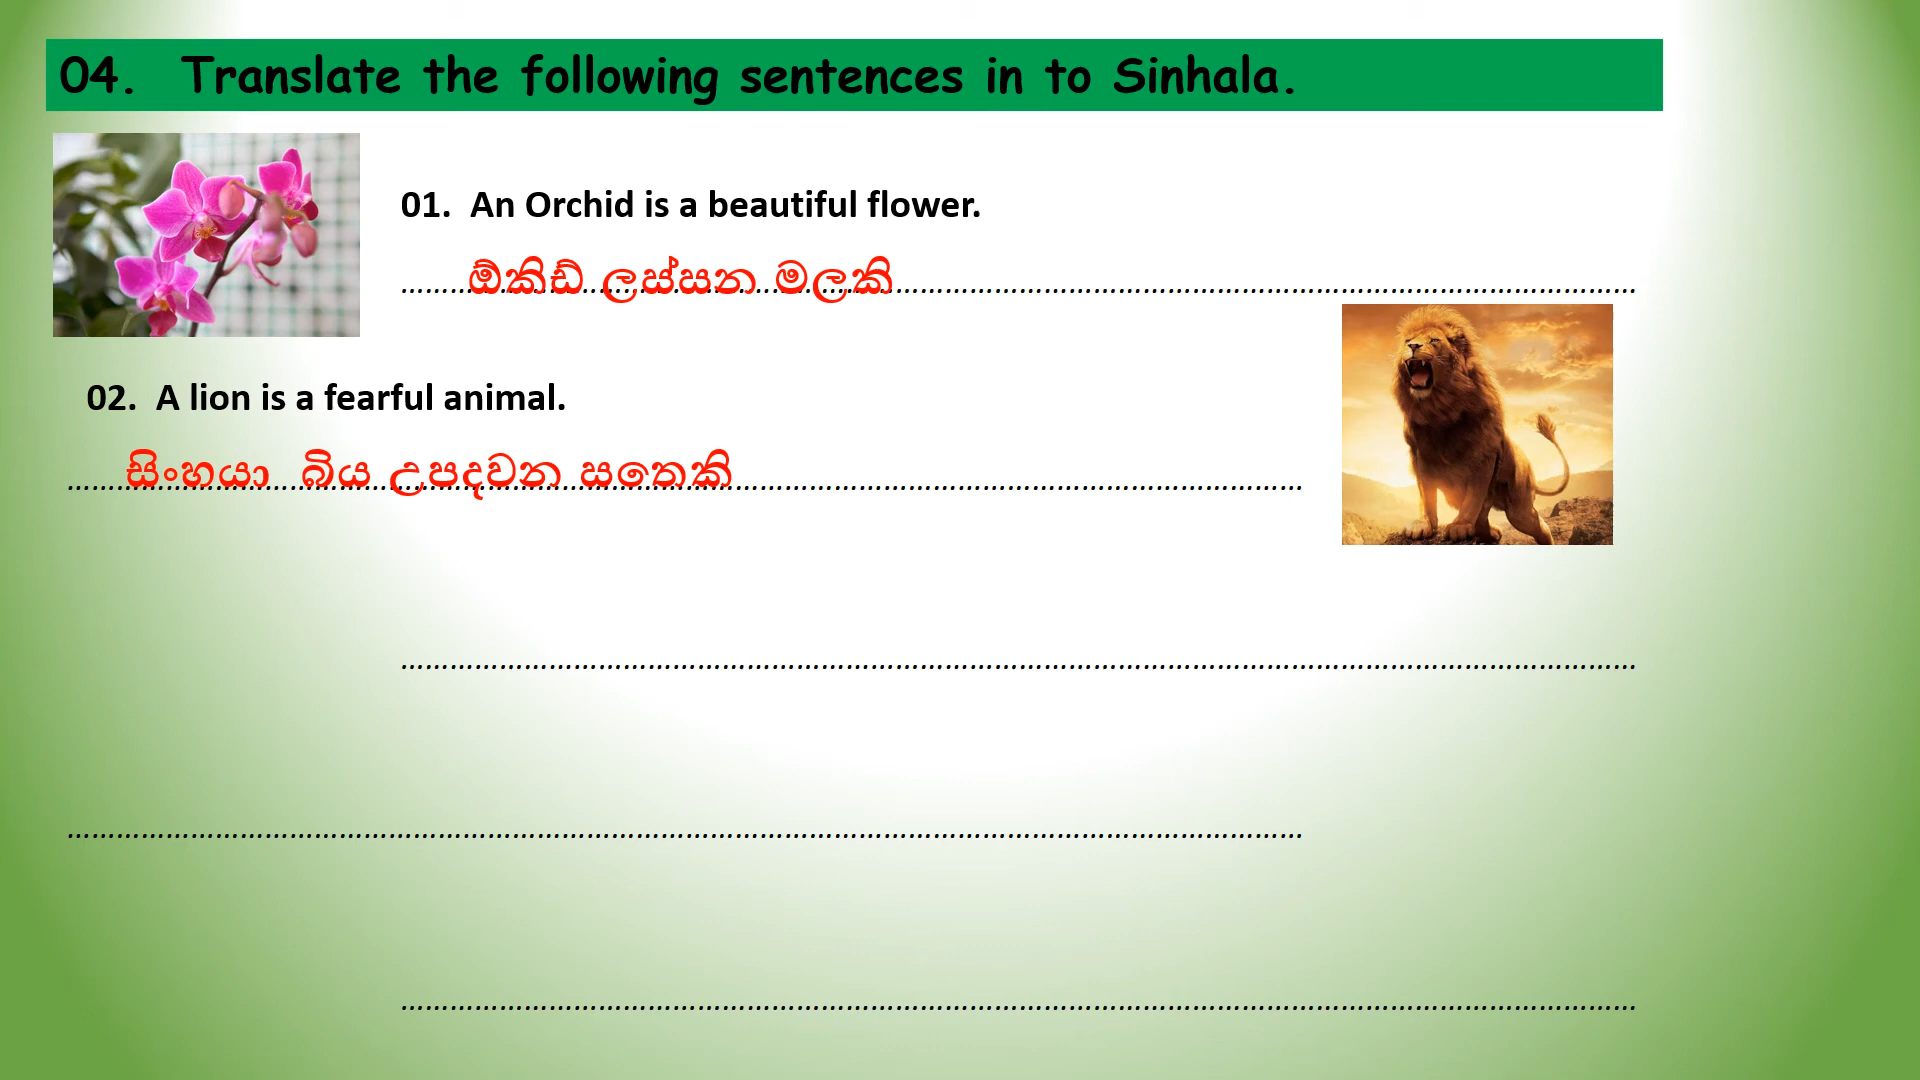 04. Translate the following sentences in to Sinhala.
01. An Orchid is a beautiful flower.
ඕකිඩ් ලස්සන මලකි
02. A lion is a fearful animal.
සිංහයා බිය උපදවන සතෙකි